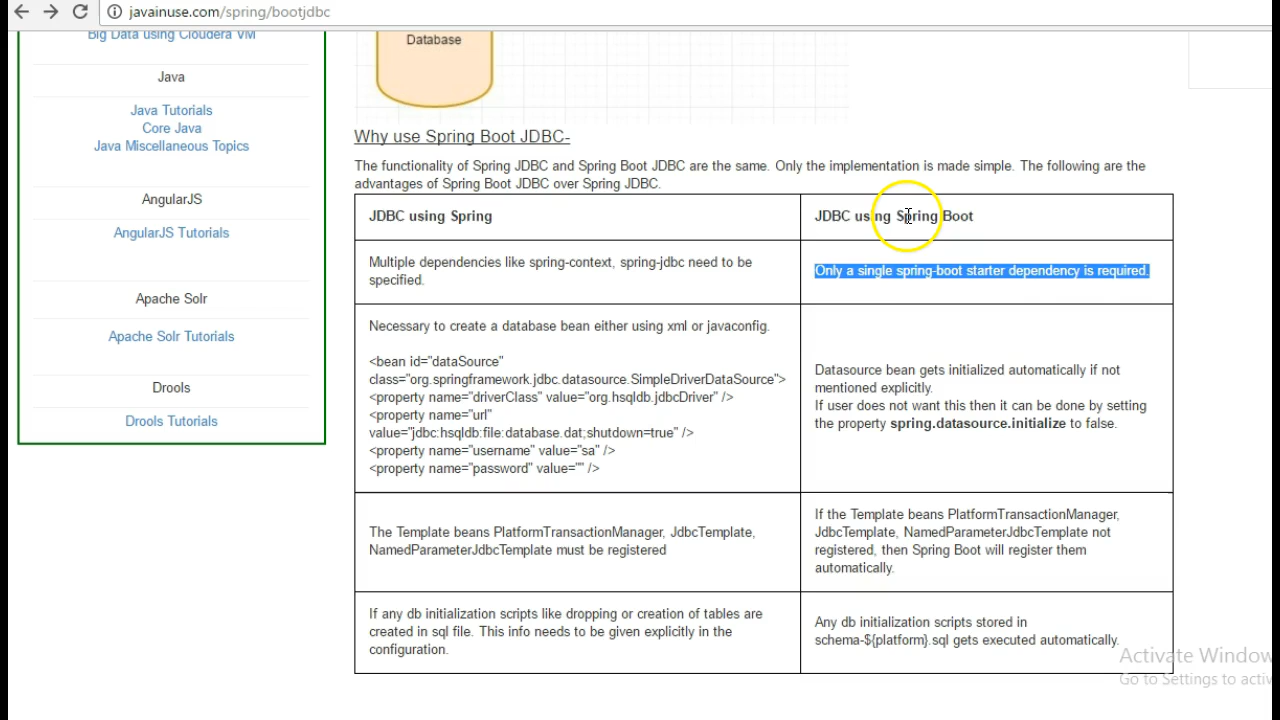 javainuse.com/spring/bootjdbc
Big Data using Cloudera VM
Java
Java Tutorials
Core Java
Java Miscellaneous Topics
AngularJS
AngularJS Tutorials
Apache Solr
Apache Solr Tutorials
Drools
Drools Tutorials
Database
Why use Spring Boot JDBC-
The functionality of Spring JDBC and Spring Boot JDBC are the same. Only the implementation is made simple. The following are the
advantages of Spring Boot JDBC over Spring JDBC.
JDBC using Spring
JDBC using Spring Boot
Multiple dependencies like spring-context, spring-jdbc need to be
specified.
Only a single spring-boot starter dependency is required.
Necessary to create a database bean either using xml or javaconfig.
<bean id="dataSource"
class="org.springframework.jdbc.datasource.SimpleDriverDataSource">
<property name="driverClass" value="org.hsqldb.jdbcDriver" />
<property name="url"
value="jdbc:hsqldb:file:database.dat;shutdown=true" />
<property name="username" value="sa" />
<property name="password" value="" />
Datasource bean gets initialized automatically if not
mentioned explicitly.
If user does not want this then it can be done by setting
the property spring.datasource.initialize to false.
The Template beans PlatformTransactionManager, JdbcTemplate,
NamedParameterJdbcTemplate must be registered
If the Template beans PlatformTransactionManager,
JdbcTemplate, NamedParameterJdbcTemplate not
registered, then Spring Boot will register them
automatically.
If any db initialization scripts like dropping or creation of tables are
created in sql file. This info needs to be given explicitly in the
configuration.
Any db initialization scripts stored in
schema-${platform}.sql gets executed automatically.
Activate Window
Go to Settings to activ